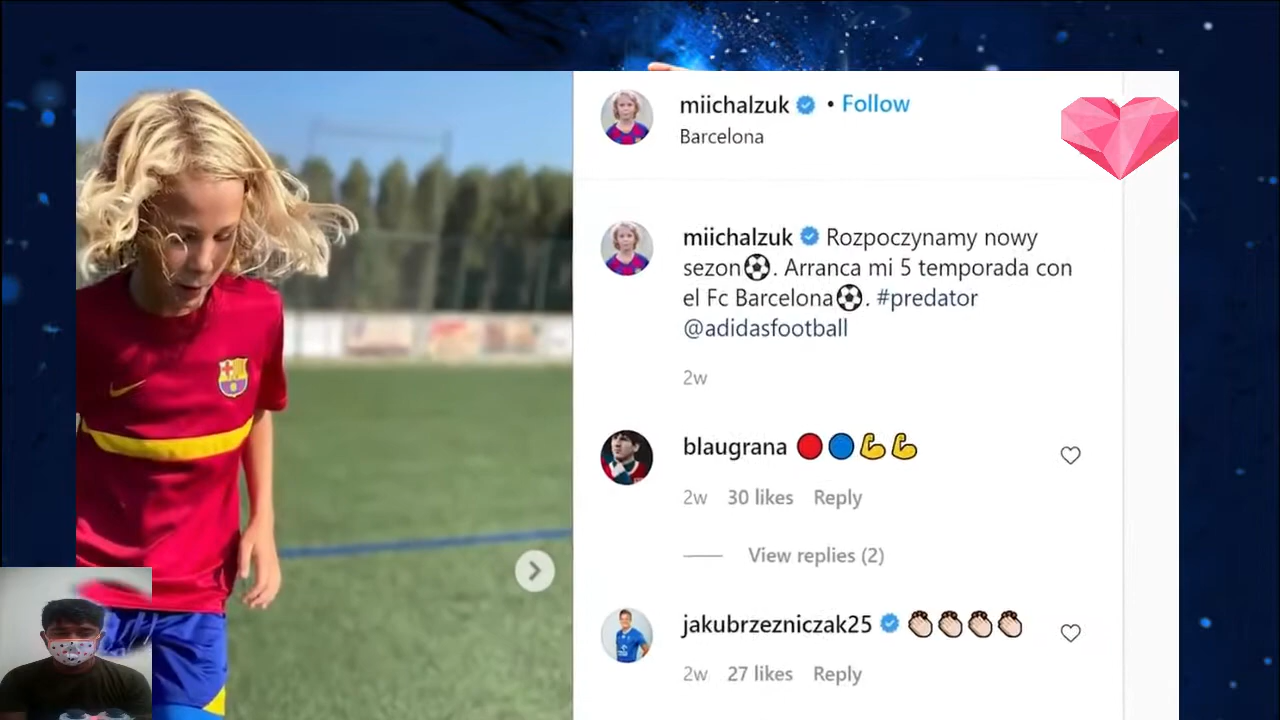 miichalzuk • Follow
Barcelona
miichalzuk Rozpoczynamy nowy
sezon⚽. Arranca mi 5 temporada con
el Fc Barcelona⚽. #predator
@adidasfootball
2w
blaugrana 🔴🔵💪💪
2w 30 likes Reply
View replies (2)
jakubrzezniczak25 👏🏻👏🏻👏🏻👏🏻
2w 27 likes Reply